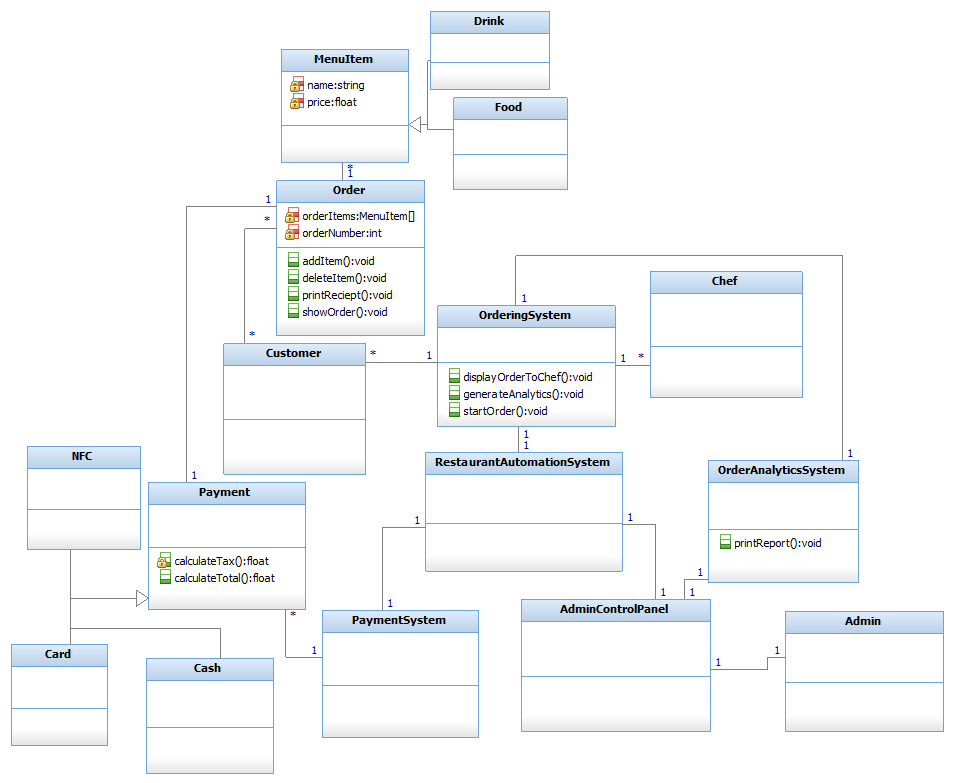 Drink
MenuItem
name:string
price:float
Food
*
1
Order
1
*
orderItems:MenuItem[]
orderNumber:int
addItem():void
deleteItem():void
printReciept():void
showOrder():void
Chef
1
OrderingSystem
*
Customer
*
1
1
*
displayOrderToChef():void
generateAnalytics():void
startOrder():void
1
1
NFC
RestaurantAutomationSystem
1
OrderAnalyticsSystem
1
Payment
1
1
printReport():void
calculateTax():float
calculateTotal():float
1
1
1
1
*
PaymentSystem
AdminControlPanel
Admin
1
1
1
Card
Cash